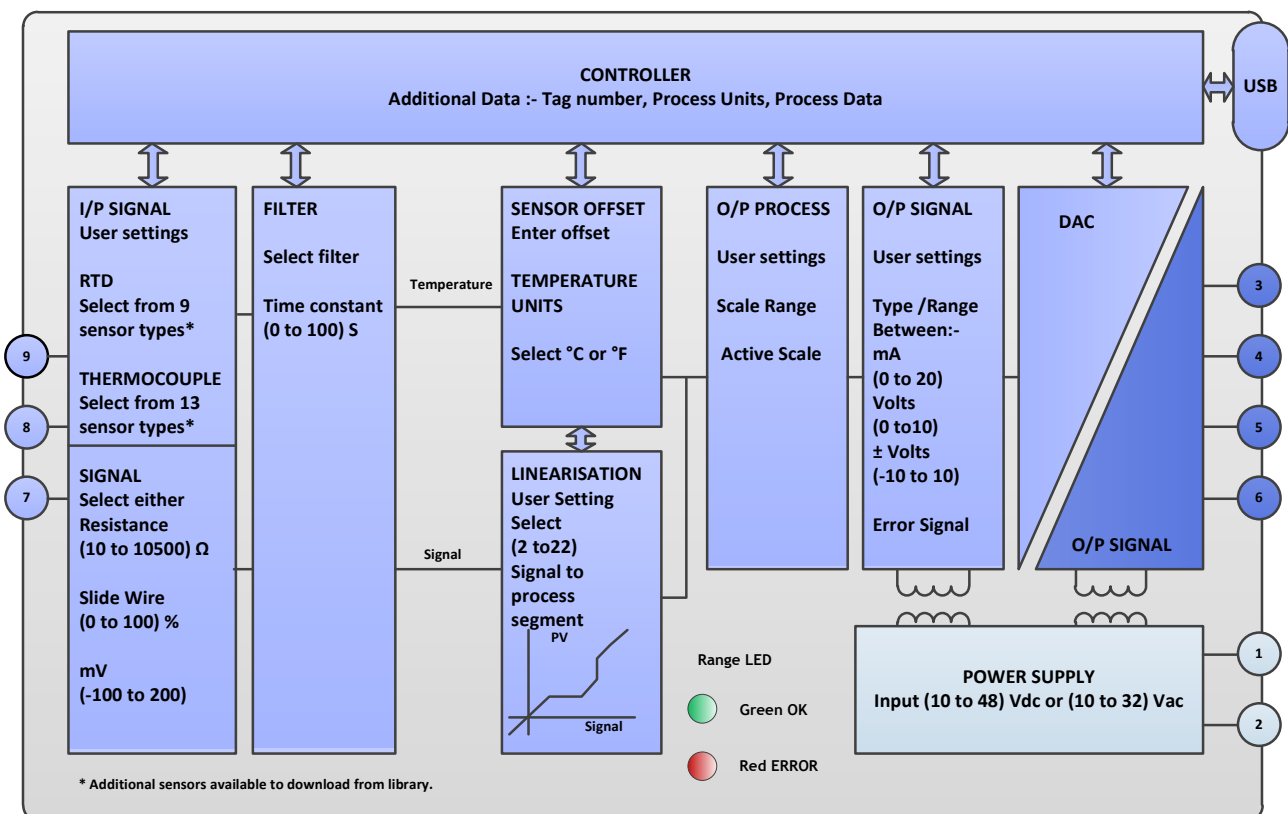 CONTROLLER
Additional Data :- Tag number, Process Units, Process Data
USB
I/P SIGNAL
User settings
RTD
Select from 9
sensor types*
THERMOCOUPLE
Select from 13
sensor types*
SIGNAL
Select either
Resistance
(10 to 10500) Ω
Slide Wire
(0 to 100) %
mV
(-100 to 200)
9
8
7
FILTER
Select filter
Time constant
(0 to 100) S
Temperature
Signal
SENSOR OFFSET
Enter offset
TEMPERATURE
UNITS
Select °C or °F
LINEARISATION
User Setting
Select
(2 to22)
Signal to
process
segment
PV
Signal
O/P PROCESS
User settings
Scale Range
Active Scale
O/P SIGNAL
User settings
Type /Range
Between:-
mA
(0 to 20)
Volts
(0 to10)
± Volts
(-10 to 10)
Error Signal
DAC
O/P SIGNAL
3
4
5
6
Range LED
Green OK
Red ERROR
POWER SUPPLY
Input (10 to 48) Vdc or (10 to 32) Vac
1
2
* Additional sensors available to download from library.